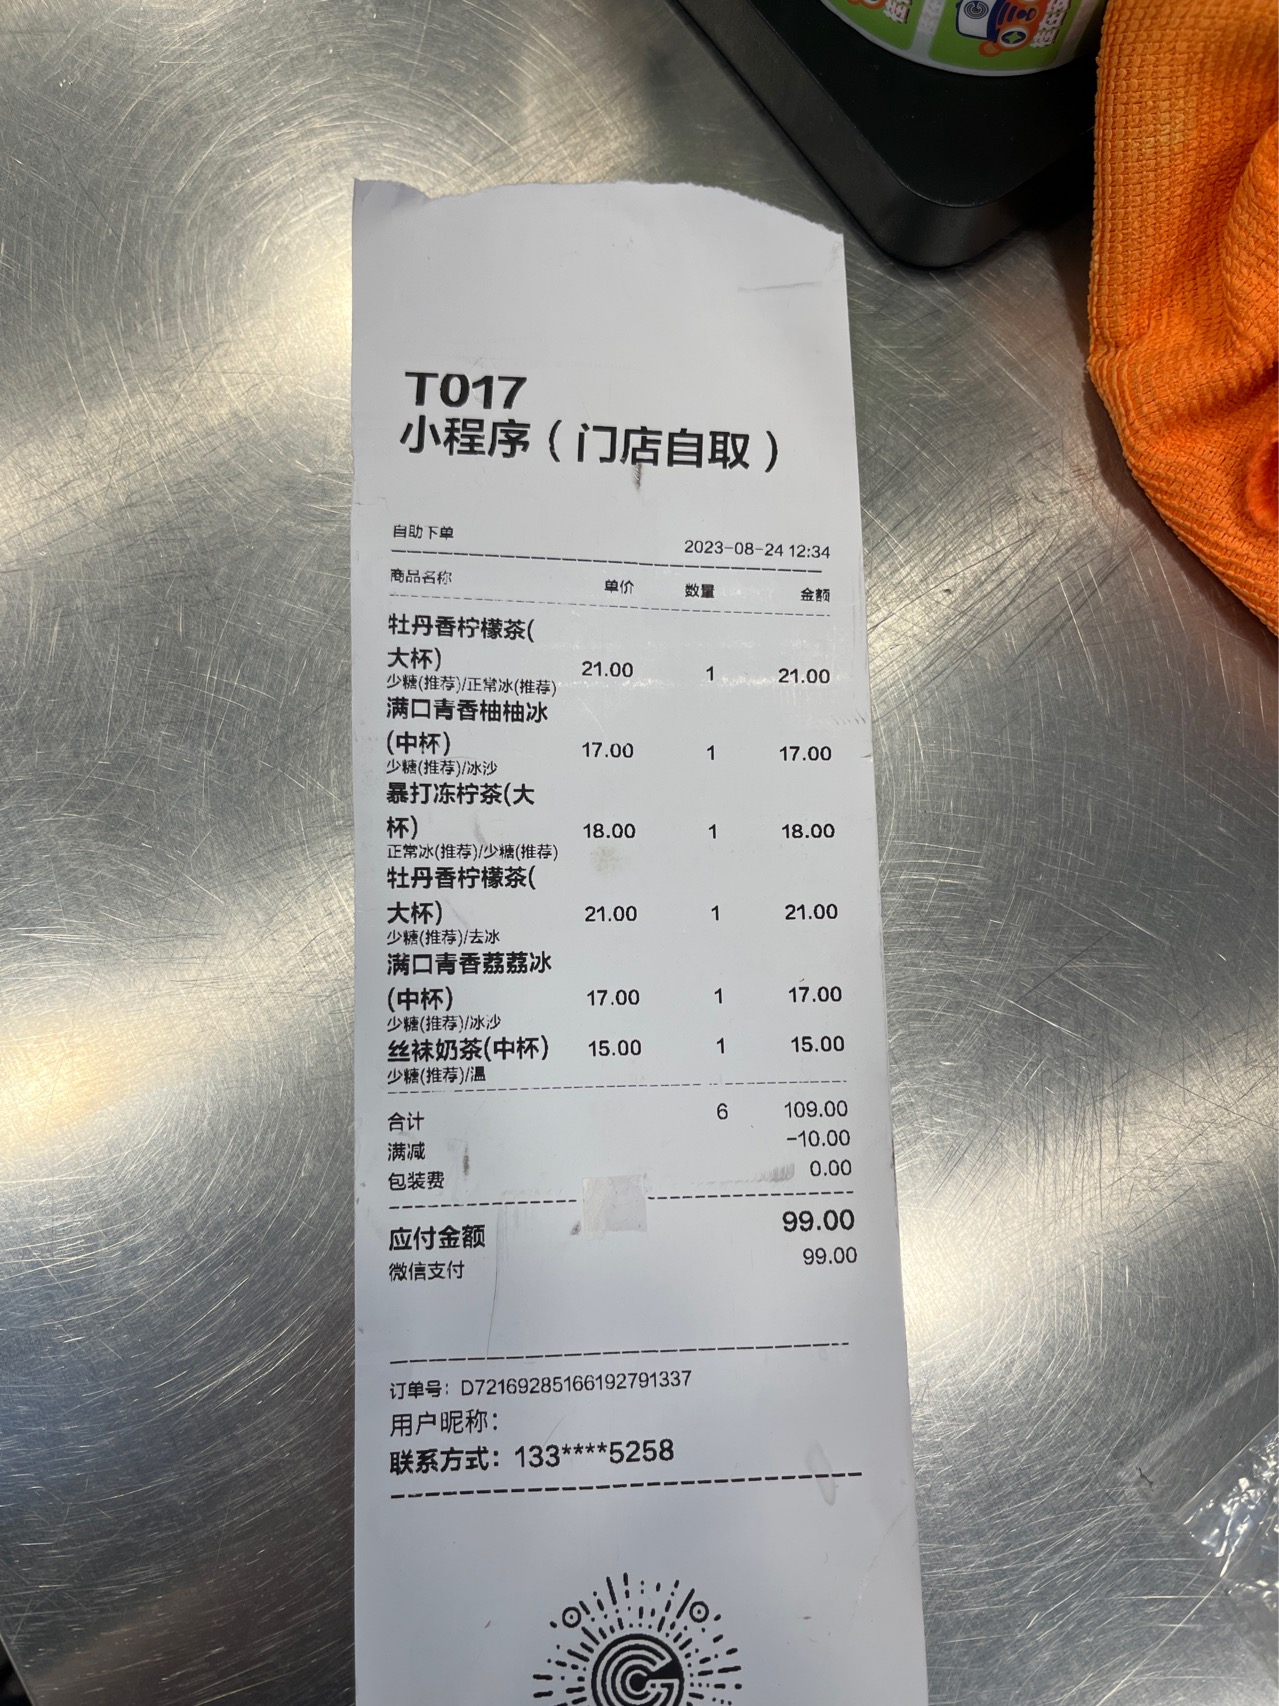 T017
小程序（门店自取）
自助下单 2023-08-24 12:34
商品名称 单价 数量 金额
牡丹香柠檬茶(
大杯) 21.00 1 21.00
少糖(推荐)/正常冰(推荐)
满口青香柚柚冰
(中杯) 17.00 1 17.00
少糖(推荐)/冰沙
暴打冻柠茶(大
杯) 18.00 1 18.00
正常冰(推荐)/少糖(推荐)
牡丹香柠檬茶(
大杯) 21.00 1 21.00
少糖(推荐)/去冰
满口青香荔荔冰
(中杯) 17.00 1 17.00
少糖(推荐)/冰沙
丝袜奶茶(中杯) 15.00 1 15.00
少糖(推荐)/温
合计 6 109.00
满减 -10.00
包装费 0.00
应付金额 99.00
微信支付 99.00
订单号：D72169285166192791337
用户昵称：
联系方式：133****5258